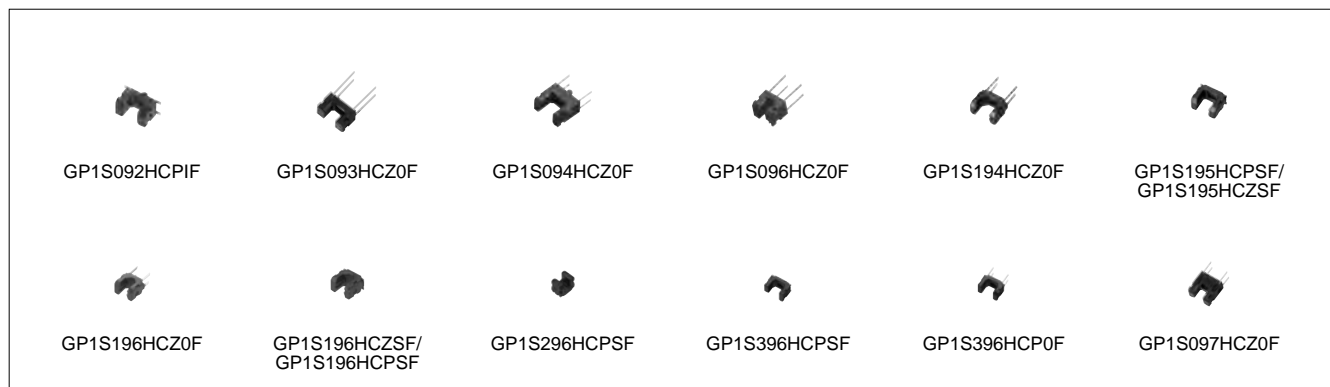 GP1S092HCPIF
GP1S093HCZ0F
GP1S094HCZ0F
GP1S096HCZ0F
GP1S194HCZ0F
GP1S195HCPSF/
GP1S195HCZSF
GP1S196HCZ0F
GP1S196HCZSF/
GP1S196HCPSF
GP1S296HCPSF
GP1S396HCPSF
GP1S396HCP0F
GP1S097HCZ0F